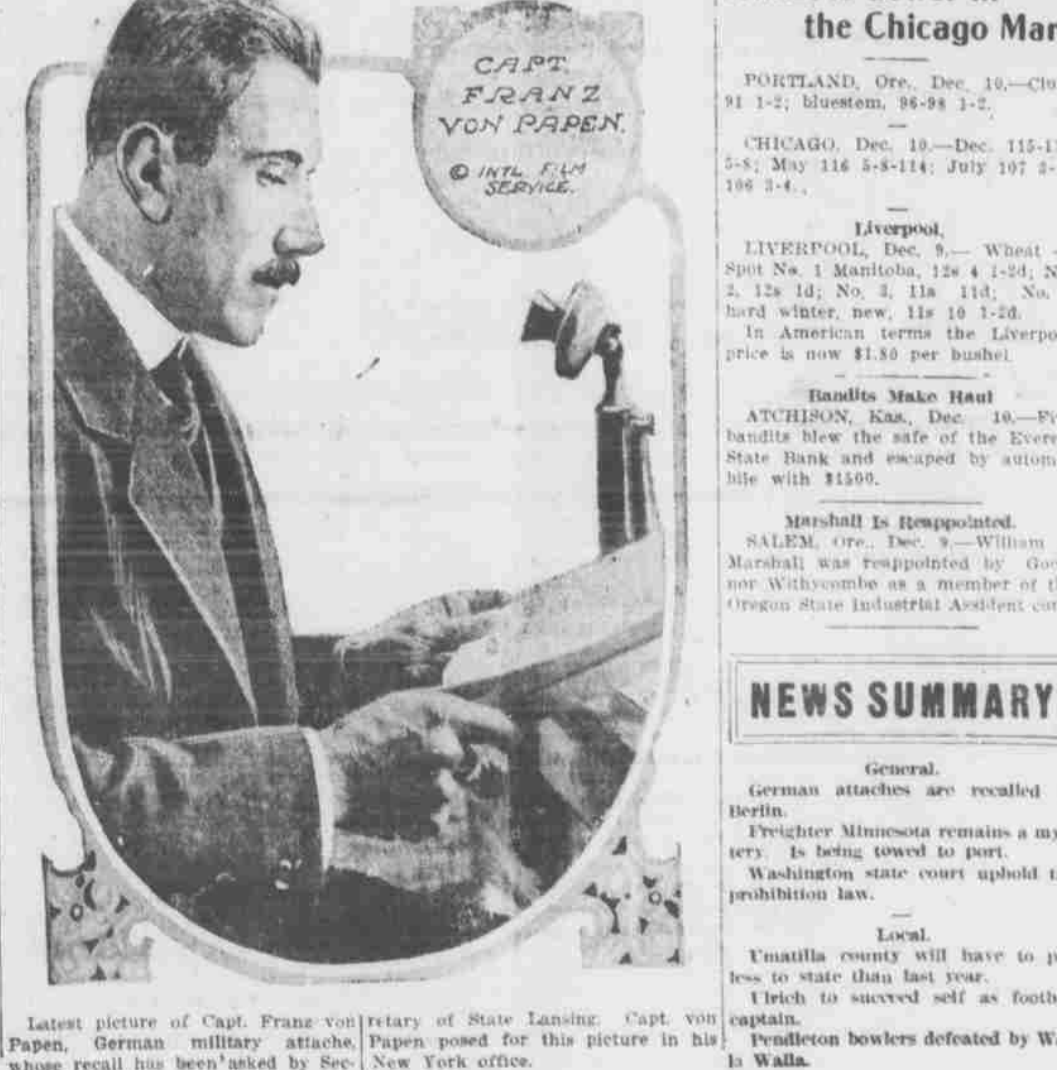 CAPT.
FRANZ
VON PAPEN.
© INTL FILM
SERVICE.
Latest picture of Capt. Franz von
Papen, German military attache,
whose recall has been asked by Sec-
retary of State Lansing. Capt. von
Papen posed for this picture in his
New York office.
the Chicago Mar
PORTLAND, Ore., Dec. 10.—Clu
91 1-2; bluestem, 96-98 1-2.
CHICAGO, Dec. 10.—Dec. 115-1
5-8; May 116 5-8-114; July 107 3-
106 3-4.
Liverpool.
LIVERPOOL, Dec. 9.— Wheat
Spot No. 1 Manitoba, 12s 4 1-2d; N
2, 12s 1d; No. 3, 11s 11d; No.
hard winter, new, 11s 10 1-2d.
In American terms the Liverpo
price is now $1.80 per bushel.
Bandits Make Haul
ATCHISON, Kas., Dec. 10.—Fi
bandits blew the safe of the Evere
State Bank and escaped by autom
bile with $1500.
Marshall Is Reappointed.
SALEM, Ore., Dec. 9.—William
Marshall was reappointed by Gov
nor Withycombe as a member of t
Oregon State Industrial Assident co
NEWS SUMMARY
General.
German attaches are recalled
Berlin.
Freighter Minnesota remains a my
tery. Is being towed to port.
Washington state court uphold t
prohibition law.
Local.
Umatilla county will have to p
less to state than last year.
Ulrich to succeed self as footb
captain.
Pendleton bowlers defeated by Wa
la Walla.